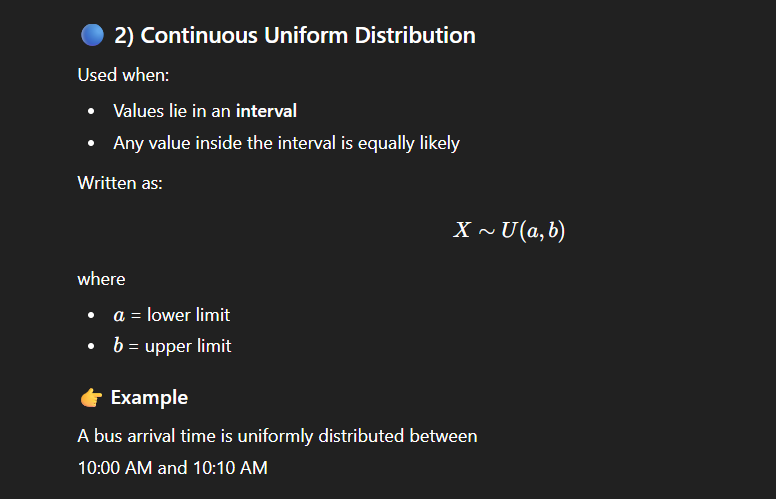 🔵 2) Continuous Uniform Distribution
Used when:
• Values lie in an interval
• Any value inside the interval is equally likely
Written as:
X ∼ U(a, b)
where
• a = lower limit
• b = upper limit
👉 Example
A bus arrival time is uniformly distributed between
10:00 AM and 10:10 AM